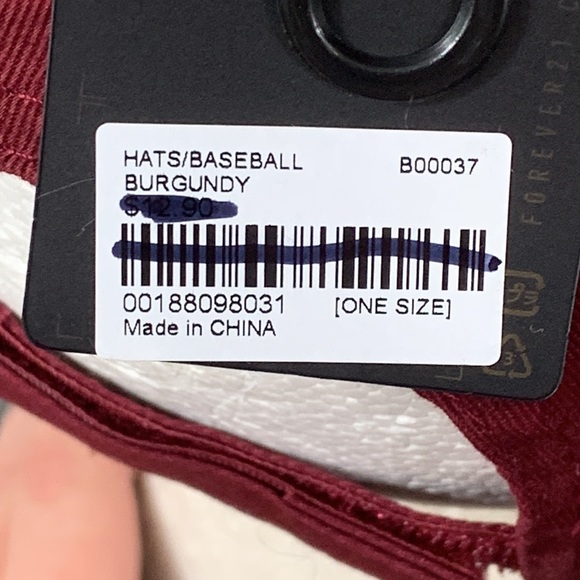 HATS/BASEBALL
B00037
BURGUNDY
$12.90
00188098031
[ONE SIZE]
Made in CHINA
FOREVER21.C